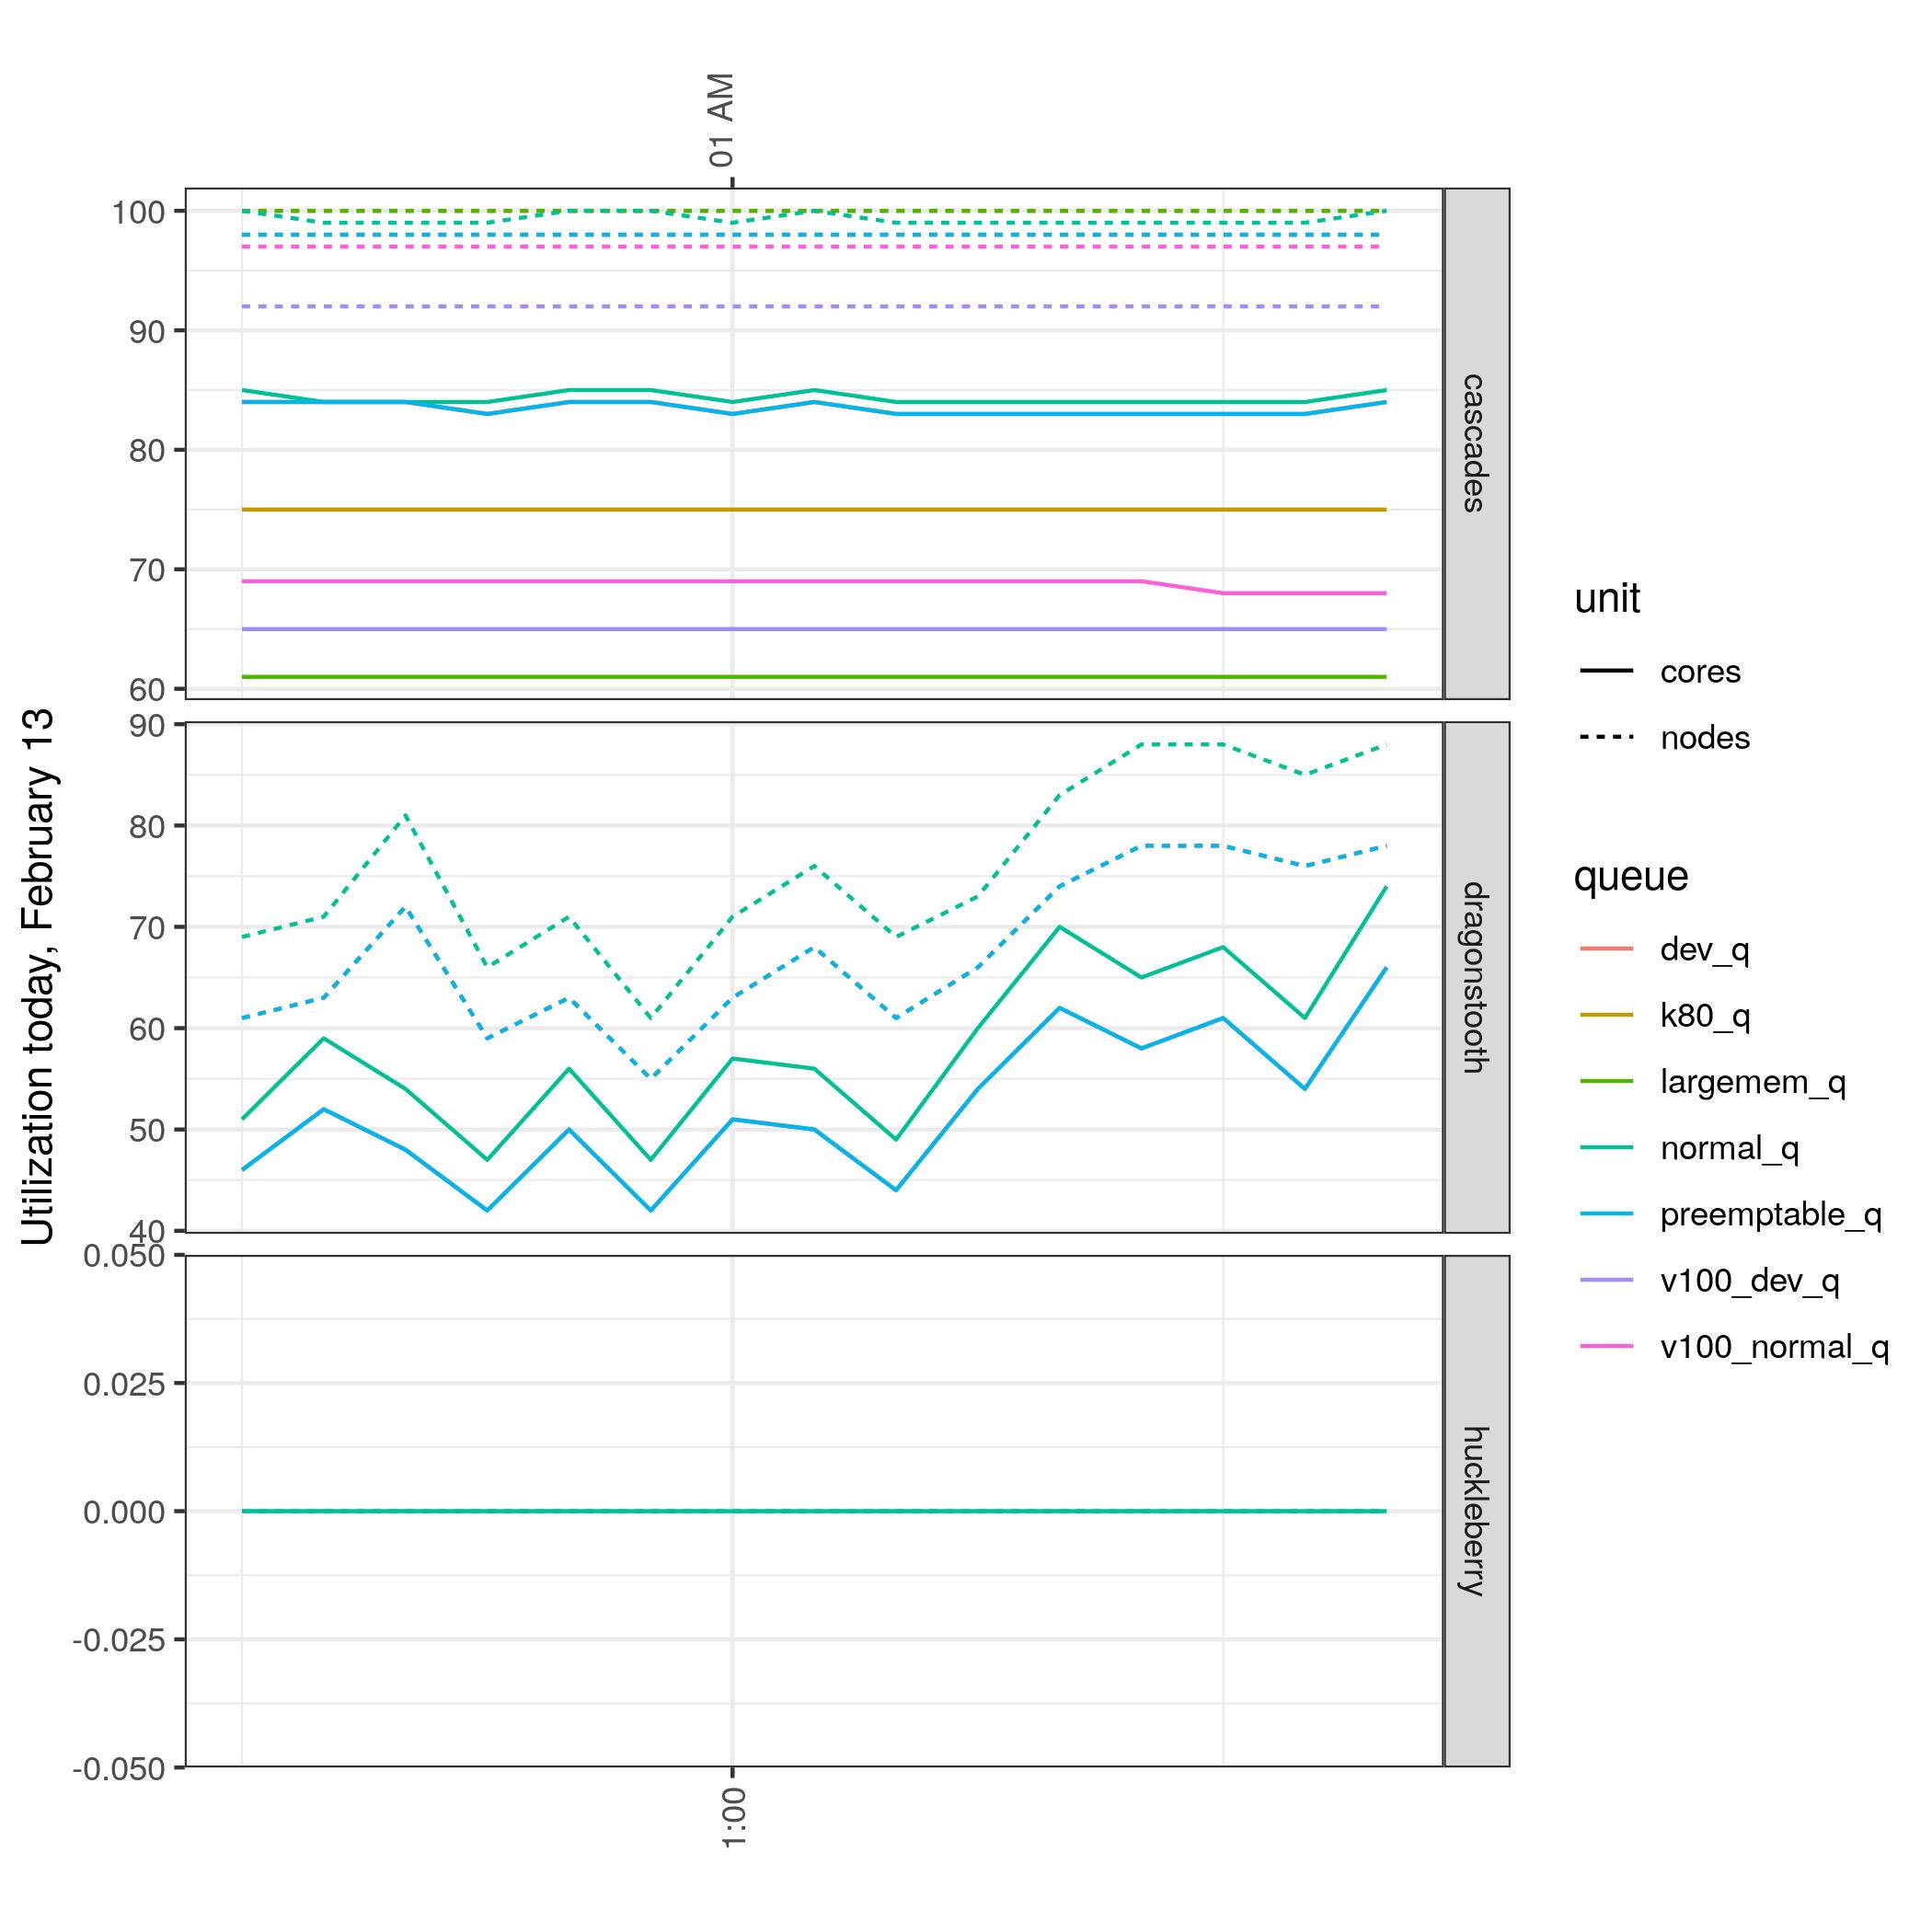 01 AM
100
90
80
70
60
cascades
90
80
70
60
50
40
dragonstooth
0.050
0.025
0.000
-0.025
-0.050
huckleberry
1:00
Utilization today, February 13
unit
cores
nodes
queue
dev_q
k80_q
largemem_q
normal_q
preemptable_q
v100_dev_q
v100_normal_q